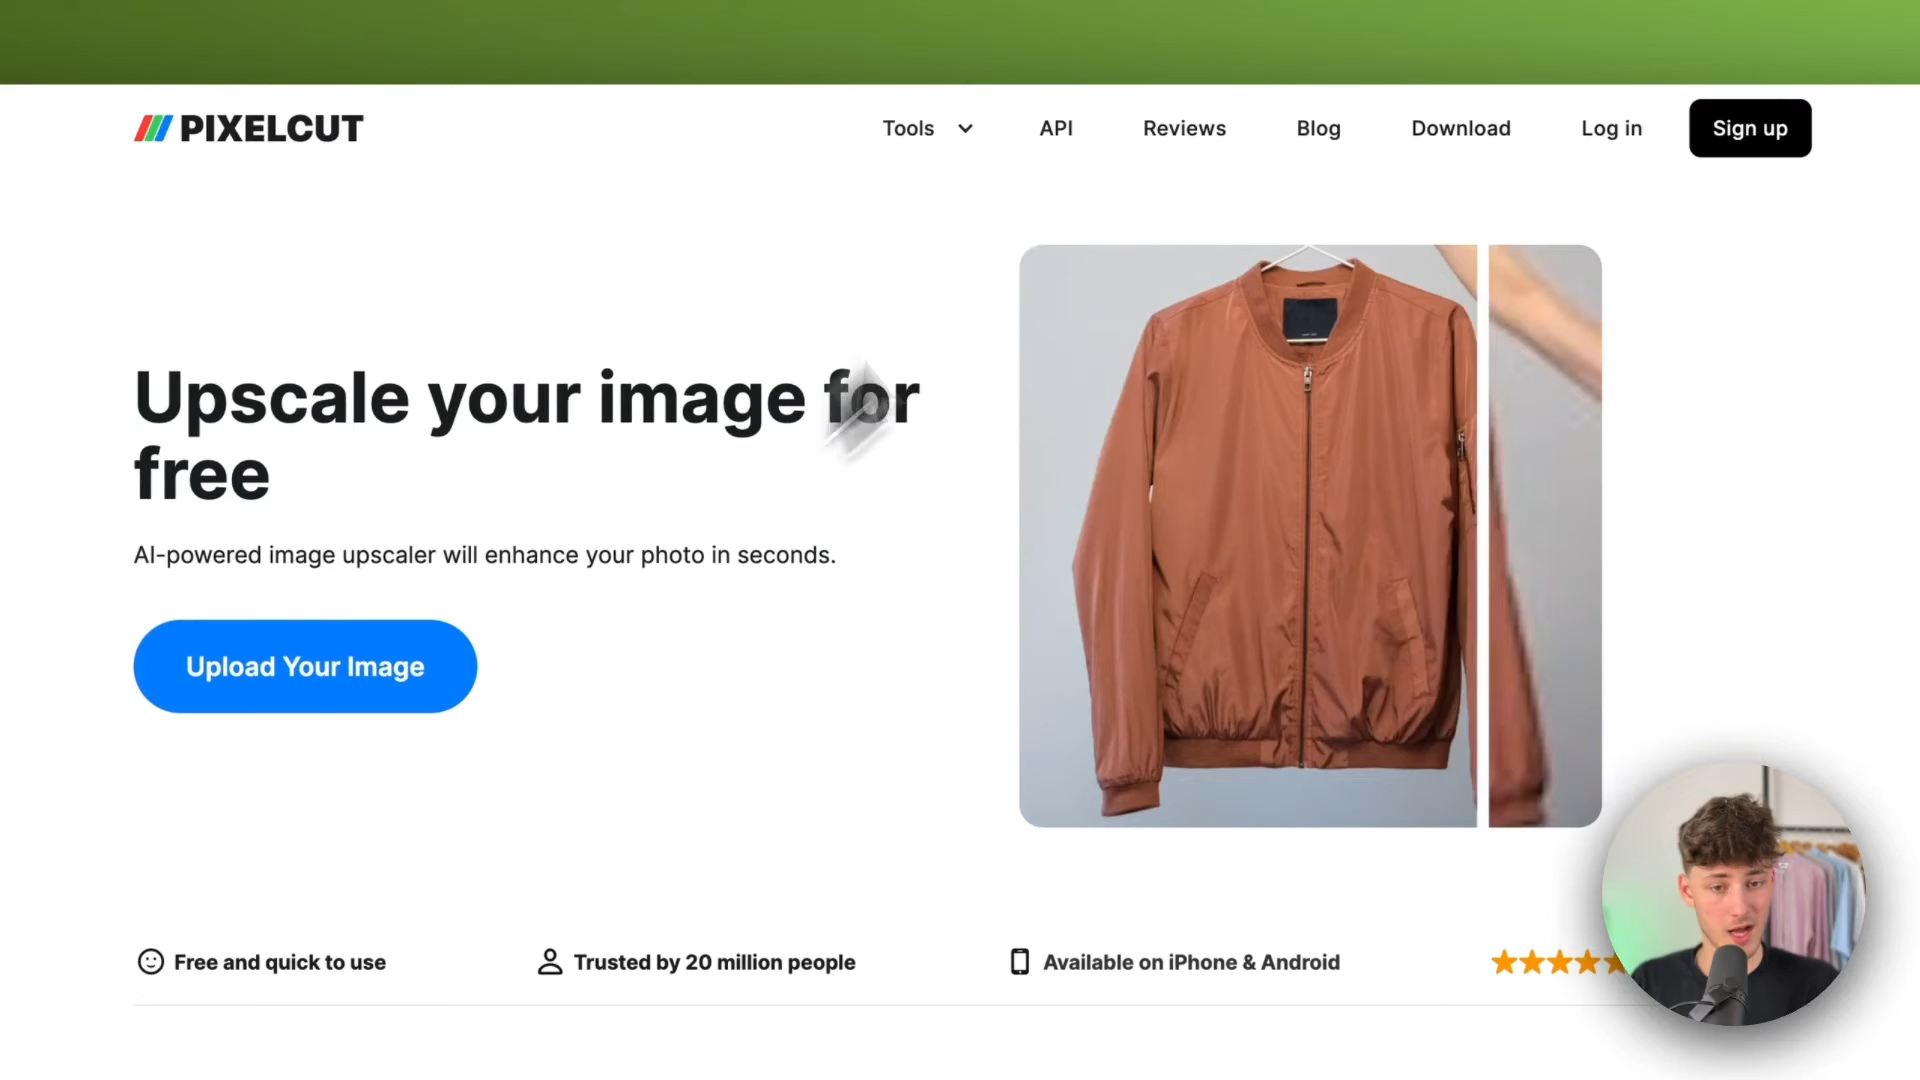 PIXELCUT
Tools
API
Reviews
Blog
Download
Log in
Sign up
Upscale your image for
free
AI-powered image upscaler will enhance your photo in seconds.
Upload Your Image
Free and quick to use
Trusted by 20 million people
Available on iPhone & Android